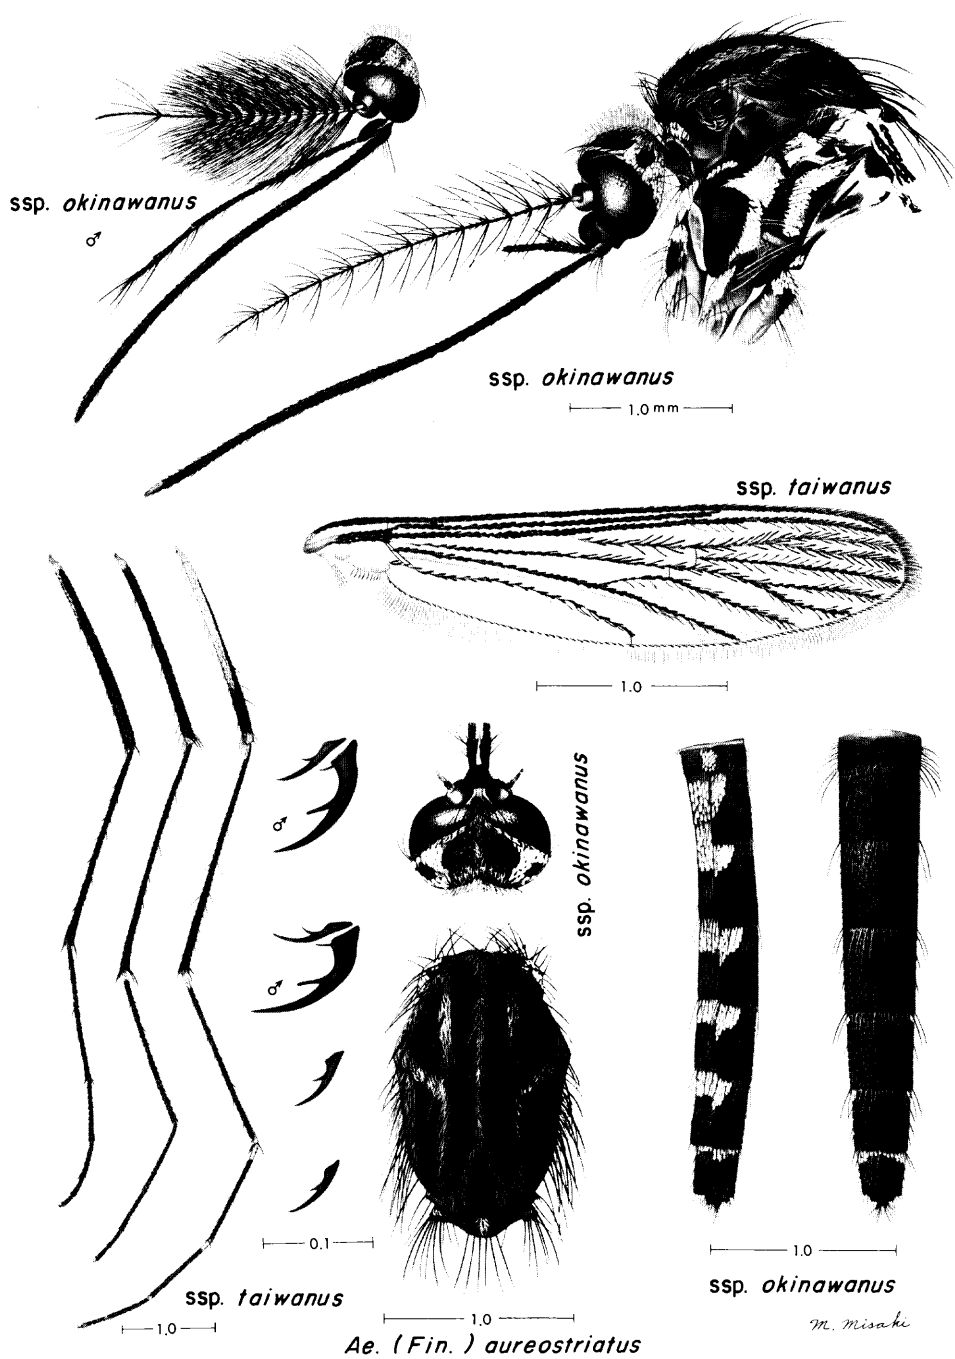 ssp. okinawanus
♂
ssp. okinawanus
1.0 mm
ssp. taiwanus
1.0
♂
ssp. okinawanus
♂
0.1
1.0
ssp. taiwanus
ssp. okinawanus
1.0
1.0
M. Misaki
Ae. (Fin.) aureostriatus